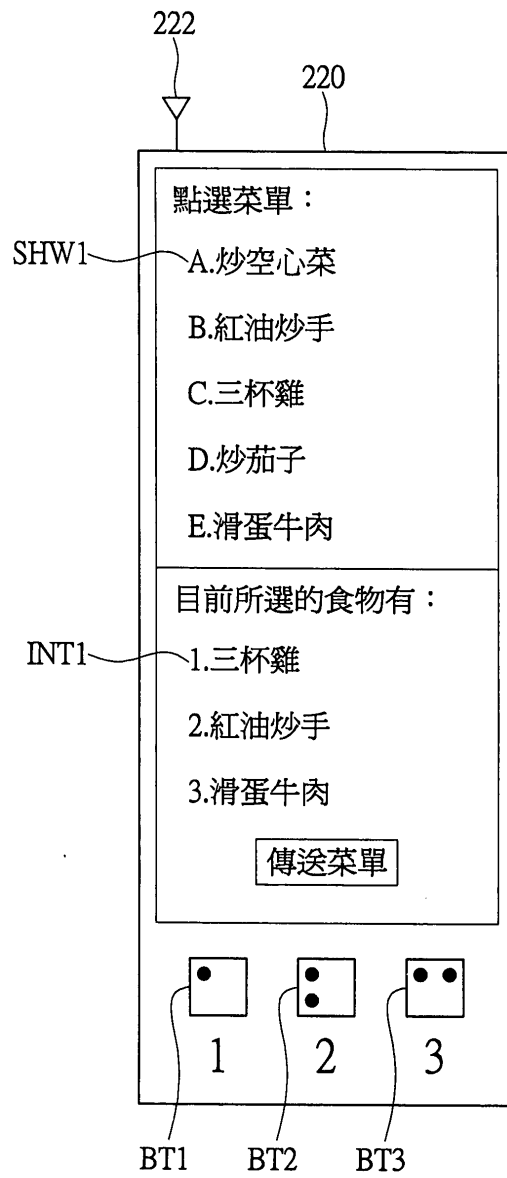 222
220
點選菜單：
SHW1
A.炒空心菜
B.紅油炒手
C.三杯雞
D.炒茄子
E.滑蛋牛肉
目前所選的食物有：
INT1
1.三杯雞
2.紅油炒手
3.滑蛋牛肉
傳送菜單
1 2 3
BT1 BT2 BT3